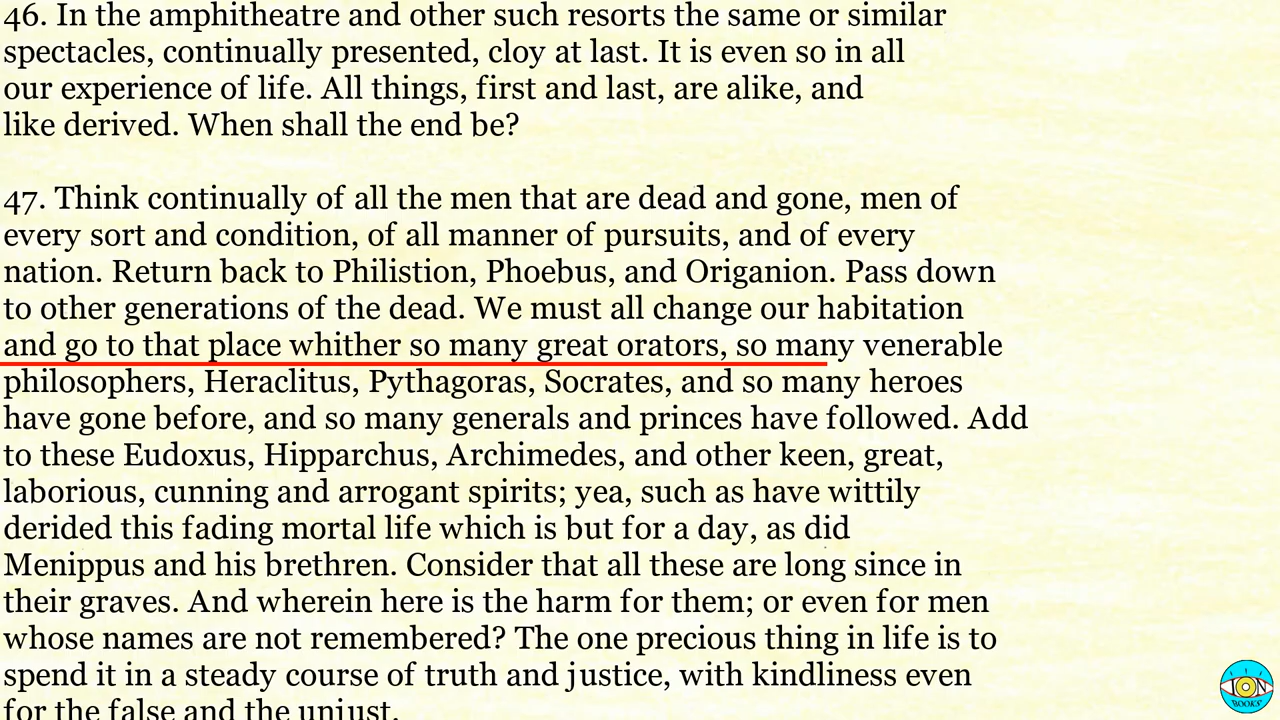 46. In the amphitheatre and other such resorts the same or similar
spectacles, continually presented, cloy at last. It is even so in all
our experience of life. All things, first and last, are alike, and
like derived. When shall the end be?
47. Think continually of all the men that are dead and gone, men of
every sort and condition, of all manner of pursuits, and of every
nation. Return back to Philistion, Phoebus, and Origanion. Pass down
to other generations of the dead. We must all change our habitation
and go to that place whither so many great orators, so many venerable
philosophers, Heraclitus, Pythagoras, Socrates, and so many heroes
have gone before, and so many generals and princes have followed. Add
to these Eudoxus, Hipparchus, Archimedes, and other keen, great,
laborious, cunning and arrogant spirits; yea, such as have wittily
derided this fading mortal life which is but for a day, as did
Menippus and his brethren. Consider that all these are long since in
their graves. And wherein here is the harm for them; or even for men
whose names are not remembered? The one precious thing in life is to
spend it in a steady course of truth and justice, with kindliness even
for the false and the unjust.
ION
BOOKS